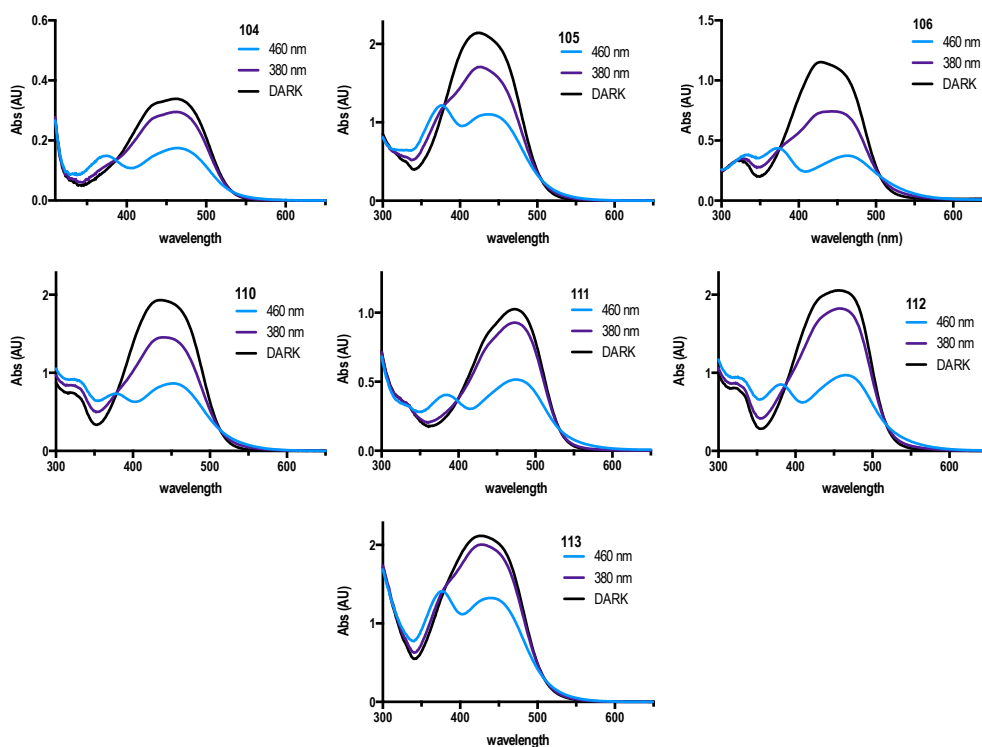 104
460 nm
380 nm
DARK
Abs (AU)
0.6
0.4
0.2
0.0
400
500
600
wavelength
105
460 nm
380 nm
DARK
Abs (AU)
2
1
0
300
400
500
600
wavelength
106
460 nm
380 nm
DARK
Abs (AU)
1.5
1.0
0.5
0.0
400
500
600
wavelength (nm)
110
460 nm
380 nm
DARK
Abs (AU)
2
1
0
300
400
500
600
wavelength
111
460 nm
380 nm
DARK
Abs (AU)
1.0
0.5
0.0
300
400
500
600
wavelength
112
460 nm
380 nm
DARK
Abs (AU)
2
1
0
300
400
500
600
wavelength
113
460 nm
380 nm
DARK
Abs (AU)
2
1
0
300
400
500
600
wavelength